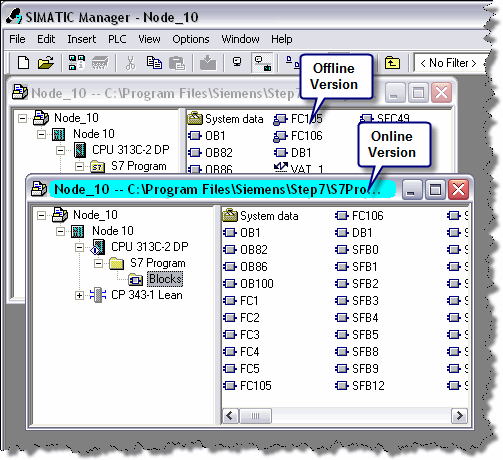 SIMATIC Manager - Node_10
File Edit Insert PLC View Options Window Help
< No Filter >
Offline
Version
Node_10 -- C:\Program Files\Siemens\Step7\
Node_10
Node 10
CPU 313C-2 DP
S7 Program
System data
OB1
OB82
OB86
FC105
FC106
DB1
VAT_1
SFC49
Online
Version
Node_10 -- C:\Program Files\Siemens\Step7\S7Pro...
Node_10
Node 10
CPU 313C-2 DP
S7 Program
Blocks
CP 343-1 Lean
System data
OB1
OB82
OB86
OB100
FC1
FC2
FC3
FC4
FC5
FC105
FC106
DB1
SFB0
SFB1
SFB2
SFB3
SFB4
SFB5
SFB8
SFB9
SFB12